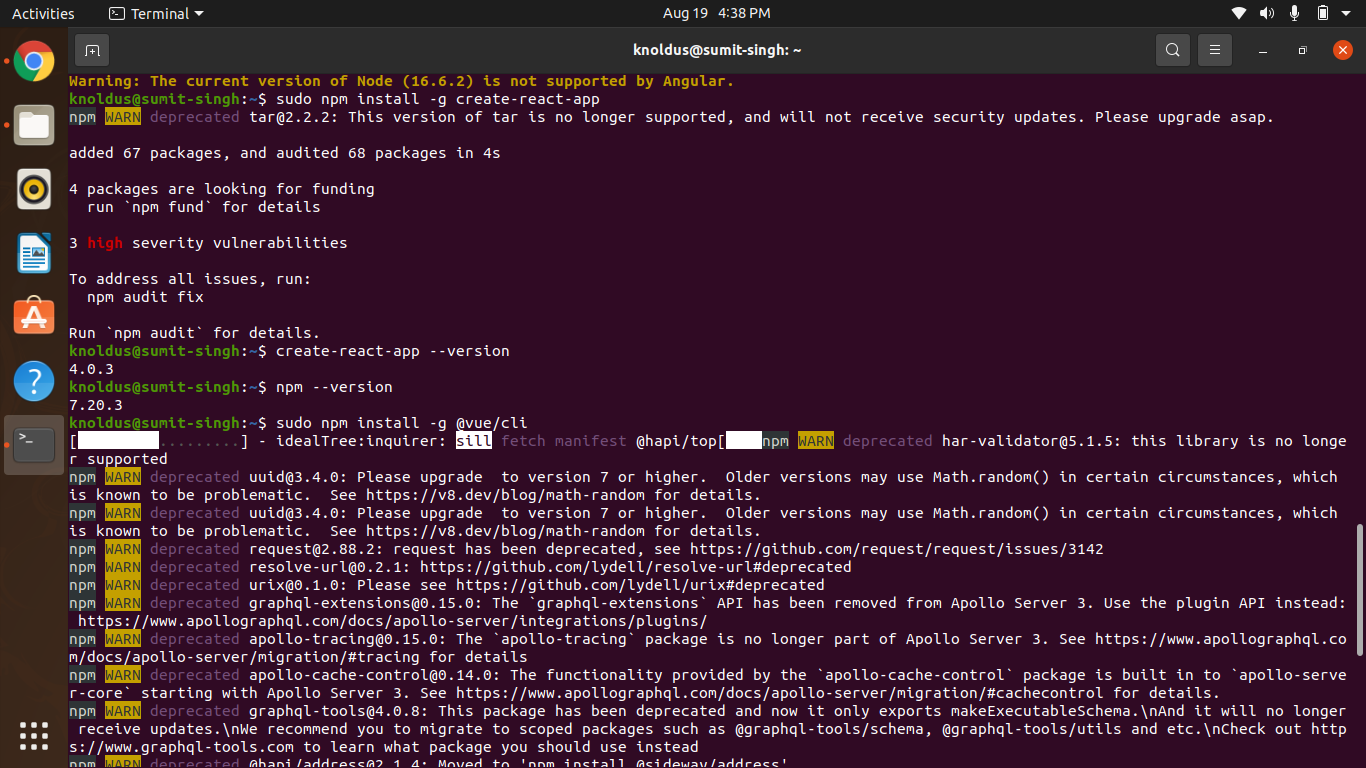 Activities
Terminal
Aug 19 4:38 PM
knoldus@sumit-singh: ~
Warning: The current version of Node (16.6.2) is not supported by Angular.
knoldus@sumit-singh:~$ sudo npm install -g create-react-app
npm WARN deprecated tar@2.2.2: This version of tar is no longer supported, and will not receive security updates. Please upgrade asap.
added 67 packages, and audited 68 packages in 4s
4 packages are looking for funding
run `npm fund` for details
3 high severity vulnerabilities
To address all issues, run:
npm audit fix
Run `npm audit` for details.
knoldus@sumit-singh:~$ create-react-app --version
4.0.3
knoldus@sumit-singh:~$ npm --version
7.20.3
knoldus@sumit-singh:~$ sudo npm install -g @vue/cli
[ .........] - idealTree:inquirer: sill fetch manifest @hapi/top[ npm WARN deprecated har-validator@5.1.5: this library is no longe
r supported
npm WARN deprecated uuid@3.4.0: Please upgrade  to version 7 or higher.  Older versions may use Math.random() in certain circumstances, which
is known to be problematic.  See https://v8.dev/blog/math-random for details.
npm WARN deprecated uuid@3.4.0: Please upgrade  to version 7 or higher.  Older versions may use Math.random() in certain circumstances, which
is known to be problematic.  See https://v8.dev/blog/math-random for details.
npm WARN deprecated request@2.88.2: request has been deprecated, see https://github.com/request/request/issues/3142
npm WARN deprecated resolve-url@0.2.1: https://github.com/lydell/resolve-url#deprecated
npm WARN deprecated urix@0.1.0: Please see https://github.com/lydell/urix#deprecated
npm WARN deprecated graphql-extensions@0.15.0: The `graphql-extensions` API has been removed from Apollo Server 3. Use the plugin API instead:
https://www.apollographql.com/docs/apollo-server/integrations/plugins/
npm WARN deprecated apollo-tracing@0.15.0: The `apollo-tracing` package is no longer part of Apollo Server 3. See https://www.apollographql.co
m/docs/apollo-server/migration/#tracing for details
npm WARN deprecated apollo-cache-control@0.14.0: The functionality provided by the `apollo-cache-control` package is built in to `apollo-serve
r-core` starting with Apollo Server 3. See https://www.apollographql.com/docs/apollo-server/migration/#cachecontrol for details.
npm WARN deprecated graphql-tools@4.0.8: This package has been deprecated and now it only exports makeExecutableSchema.\nAnd it will no longer
receive updates.\nWe recommend you to migrate to scoped packages such as @graphql-tools/schema, @graphql-tools/utils and etc.\nCheck out http
s://www.graphql-tools.com to learn what package you should use instead
npm WARN deprecated @hapi/address@2.1.4: Moved to 'npm install @sideway/address'